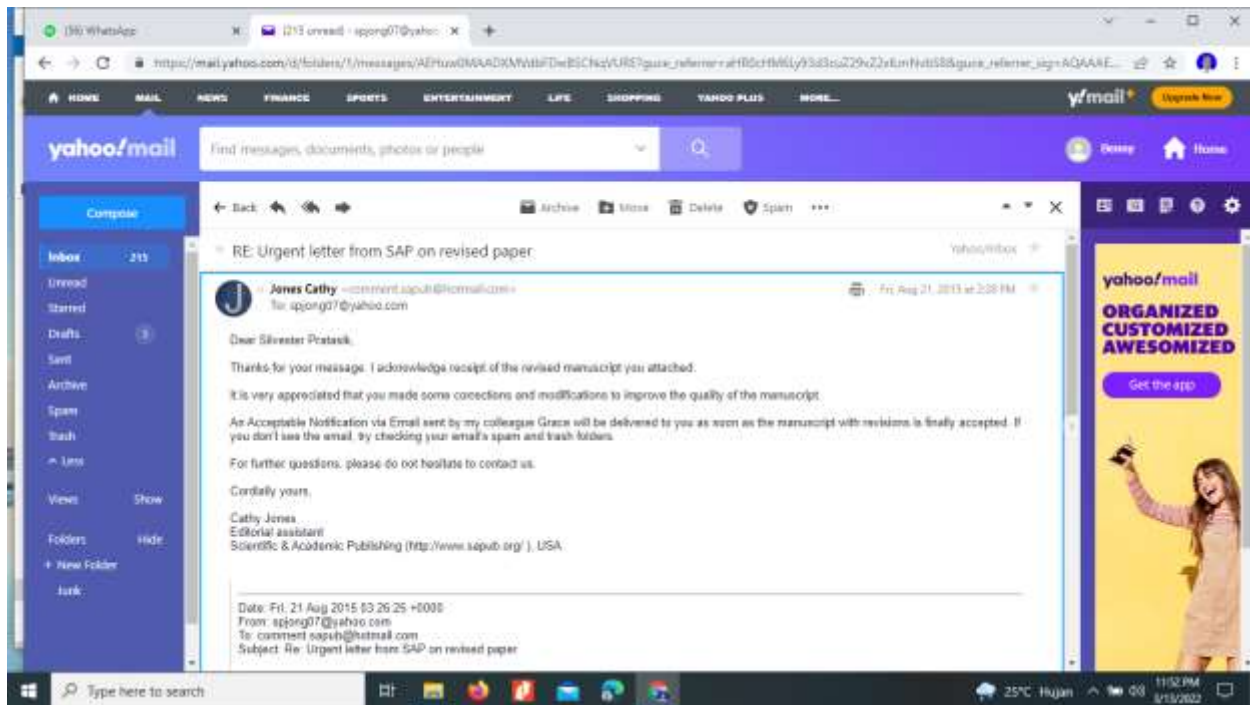 (56) WhatsApp
(215 unread) - spjong07@yahoo
HOME MAIL NEWS FINANCE SPORTS ENTERTAINMENT LIFE SHOPPING YAHOO PLUS MORE...
y!mail+ Upgrade Now
yahoo!mail
Find messages, documents, photos or people
Benny Home
Compose
Back Archive Move Delete Spam
Inbox 215
Unread
Starred
Drafts 3
Sent
Archive
Spam
Trash
Less
Views Show
Folders Hide
+ New Folder
Junk
RE: Urgent letter from SAP on revised paper
Yahoo/Inbox
Jones Cathy <comment.sapub@hotmail.com>
To: spjong07@yahoo.com
Fri, Aug 21, 2015 at 2:28 PM
Dear Silvester Pratasik,
Thanks for your message. I acknowledge receipt of the revised manuscript you attached.
It is very appreciated that you made some corrections and modifications to improve the quality of the manuscript.
An Acceptable Notification via Email sent by my colleague Grace will be delivered to you as soon as the manuscript with revisions is finally accepted. If
you don't see the email, try checking your email's spam and trash folders.
For further questions, please do not hesitate to contact us.
Cordially yours,
Cathy Jones
Editorial assistant
Scientific & Academic Publishing (http://www.sapub.org/ ), USA
Date: Fri, 21 Aug 2015 03:26:25 +0000
From: spjong07@yahoo.com
To: comment.sapub@hotmail.com
Subject: Re: Urgent letter from SAP on revised paper
yahoo!mail
ORGANIZED
CUSTOMIZED
AWESOMIZED
Get the app
Type here to search
25°C Hujan
11:52 PM
5/13/2022